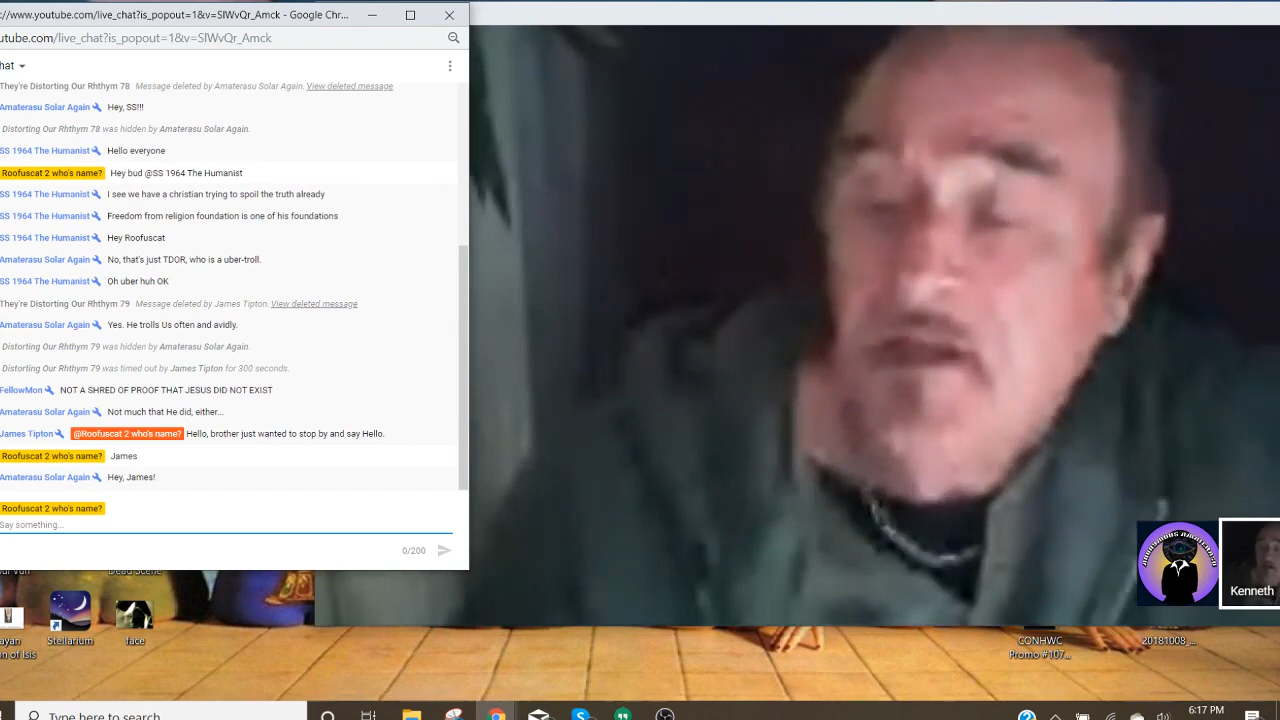 //www.youtube.com/live_chat?is_popout=1&v=SlWvQr_Amck - Google Chr...
utube.com/live_chat?is_popout=1&v=SlWvQr_Amck
hat
They're Distorting Our Rhthym 78 Message deleted by Amaterasu Solar Again. View deleted message
Amaterasu Solar Again Hey, SS!!!
Distorting Our Rhthym 78 was hidden by Amaterasu Solar Again.
SS 1964 The Humanist Hello everyone
Roofuscat 2 who's name? Hey bud @SS 1964 The Humanist
SS 1964 The Humanist I see we have a christian trying to spoil the truth already
SS 1964 The Humanist Freedom from religion foundation is one of his foundations
SS 1964 The Humanist Hey Roofuscat
Amaterasu Solar Again No, that's just TDOR, who is a uber-troll.
SS 1964 The Humanist Oh uber huh OK
They're Distorting Our Rhthym 79 Message deleted by James Tipton. View deleted message
Amaterasu Solar Again Yes. He trolls Us often and avidly.
Distorting Our Rhthym 79 was hidden by Amaterasu Solar Again.
Distorting Our Rhthym 79 was timed out by James Tipton for 300 seconds.
FellowMon NOT A SHRED OF PROOF THAT JESUS DID NOT EXIST
Amaterasu Solar Again Not much that He did, either...
James Tipton @Roofuscat 2 who's name? Hello, brother just wanted to stop by and say Hello.
Roofuscat 2 who's name? James
Amaterasu Solar Again Hey, James!
Roofuscat 2 who's name?
Say something...
0/200
Dead Scene
ayan
on of Isis
Stellarium
face
Kenneth
CONHWC
Promo #107...
20181008_...
Type here to search
6:17 PM